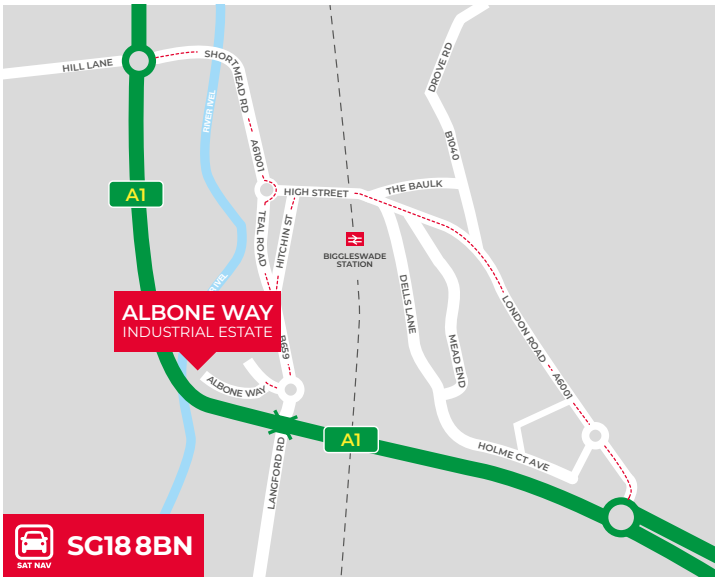 HILL LANE
SHORTMEAD RD
DROVE RD
RIVER IVEL
A61001
B1040
A1
HIGH STREET
THE BAULK
TEAL ROAD
HITCHIN ST
BIGGLESWADE
STATION
IVEL
ALBONE WAY
INDUSTRIAL ESTATE
DELLS LANE
LONDON ROAD
B659
MEAD END
ALBONE WAY
A6001
A1
LANGFORD RD
HOLME CT AVE
SAT NAV
SG18 8BN